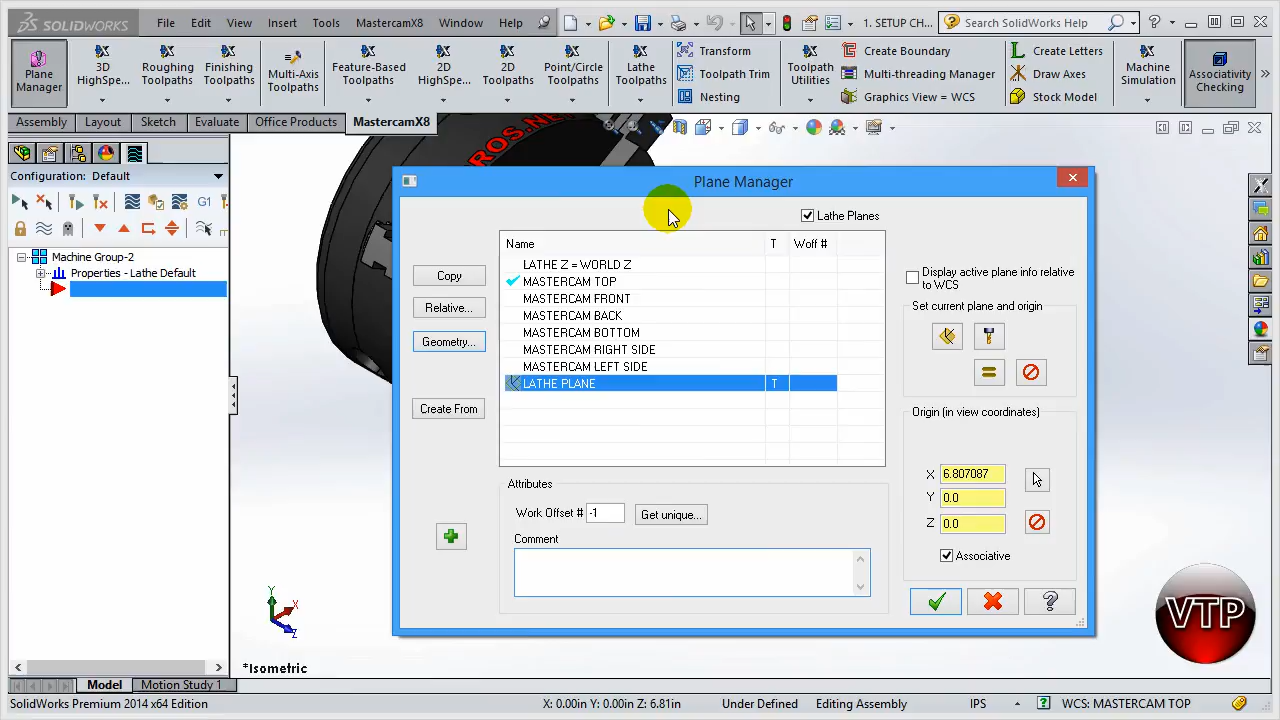 SOLIDWORKS File Edit View Insert Tools MastercamX8 Window Help 1. SETUP CH... Search SolidWorks Help
Plane Manager
3D HighSpe...
Roughing Toolpaths
Finishing Toolpaths
Multi-Axis Toolpaths
Feature-Based Toolpaths
2D HighSpe...
2D Toolpaths
Point/Circle Toolpaths
Lathe Toolpaths
Transform
Toolpath Trim
Nesting
Toolpath Utilities
Create Boundary
Multi-threading Manager
Graphics View = WCS
Create Letters
Draw Axes
Stock Model
Machine Simulation
Associativity Checking
Assembly Layout Sketch Evaluate Office Products MastercamX8
ROS.NE
Configuration: Default
G1
Machine Group-2
Properties - Lathe Default
Plane Manager
Lathe Planes
Name T Woff #
LATHE Z = WORLD Z
MASTERCAM TOP
MASTERCAM FRONT
MASTERCAM BACK
MASTERCAM BOTTOM
MASTERCAM RIGHT SIDE
MASTERCAM LEFT SIDE
LATHE PLANE T
Copy
Relative...
Geometry...
Create From
Display active plane info relative
to WCS
Set current plane and origin
Origin (in view coordinates)
X 6.807087
Y 0.0
Z 0.0
Associative
Attributes
Work Offset # -1 Get unique...
Comment
Y
X
Z
*Isometric
VTP
Model Motion Study 1
SolidWorks Premium 2014 x64 Edition X: 0.00in Y: 0.00in Z: 6.81in Under Defined Editing Assembly IPS WCS: MASTERCAM TOP